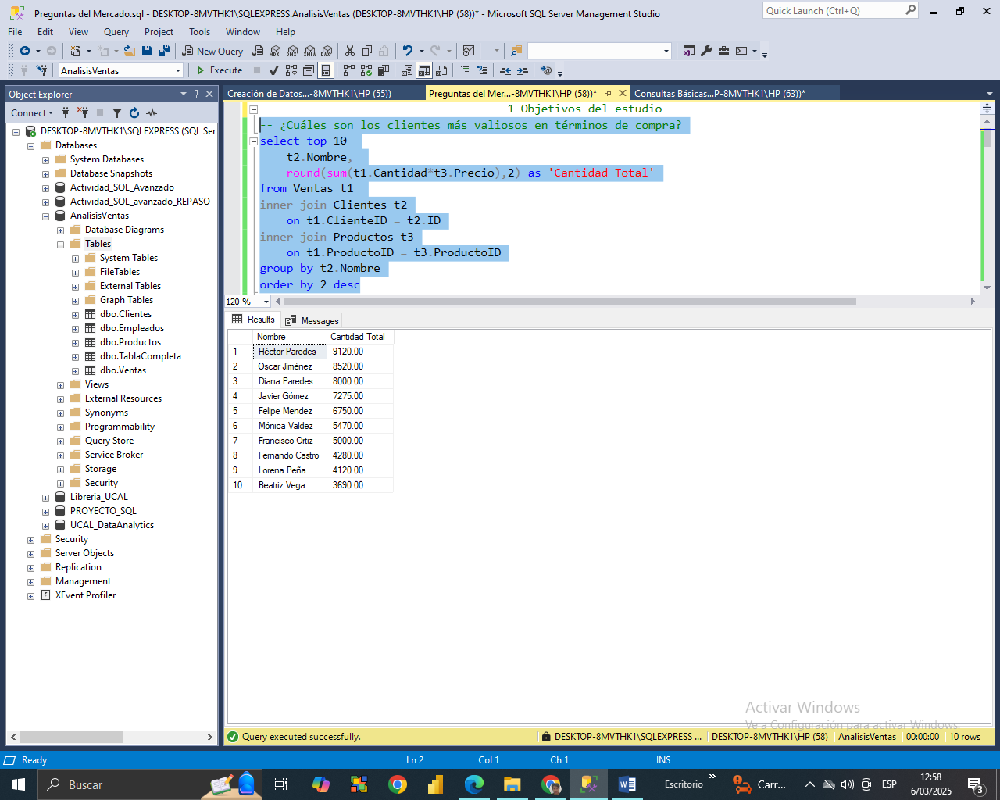 Preguntas del Mercado.sql - DESKTOP-8MVTHK1\SQLEXPRESS.AnalisisVentas (DESKTOP-8MVTHK1\HP (58))* - Microsoft SQL Server Management Studio
Quick Launch (Ctrl+Q)
File Edit View Query Project Tools Window Help
New Query
MDX DMX XMLA DAX
AnalisisVentas
Execute
Object Explorer
Creación de Datos...-8MVTHK1\HP (55))
Preguntas del Mer...-8MVTHK1\HP (58))*
Consultas Básicas...P-8MVTHK1\HP (63))*
Connect
DESKTOP-8MVTHK1\SQLEXPRESS (SQL Ser
Databases
System Databases
Database Snapshots
Actividad_SQL_Avanzado
Actividad_SQL_avanzado_REPASO
AnalisisVentas
Database Diagrams
Tables
System Tables
FileTables
External Tables
Graph Tables
dbo.Clientes
dbo.Empleados
dbo.Productos
dbo.TablaCompleta
dbo.Ventas
Views
External Resources
Synonyms
Programmability
Query Store
Service Broker
Storage
Security
Libreria_UCAL
PROYECTO_SQL
UCAL_DataAnalytics
Security
Server Objects
Replication
Management
XEvent Profiler
-------------------------------------1 Objetivos del estudio---------------------------------------
-- ¿Cuáles son los clientes más valiosos en términos de compra?
select top 10
t2.Nombre,
round(sum(t1.Cantidad*t3.Precio),2) as 'Cantidad Total'
from Ventas t1
inner join Clientes t2
on t1.ClienteID = t2.ID
inner join Productos t3
on t1.ProductoID = t3.ProductoID
group by t2.Nombre
order by 2 desc
120 %
Results Messages
Nombre Cantidad Total
1 Héctor Paredes 9120.00
2 Oscar Jiménez 8520.00
3 Diana Paredes 8000.00
4 Javier Gómez 7275.00
5 Felipe Mendez 6750.00
6 Mónica Valdez 5470.00
7 Francisco Ortiz 5000.00
8 Fernando Castro 4280.00
9 Lorena Peña 4120.00
10 Beatriz Vega 3690.00
Activar Windows
Ve a Configuración para activar Windows.
Query executed successfully.
DESKTOP-8MVTHK1\SQLEXPRESS ... DESKTOP-8MVTHK1\HP (58) AnalisisVentas 00:00:00 10 rows
Ready Ln 2 Col 1 Ch 1 INS
Buscar
Escritorio
Carr...
ESP
12:58
6/03/2025
3